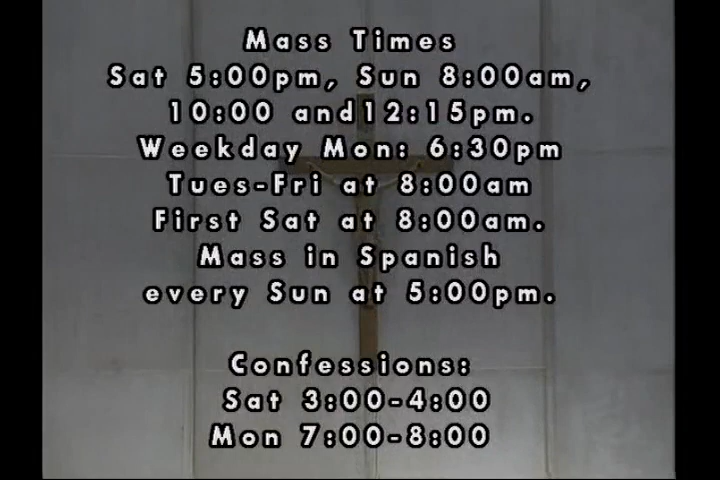 Mass Times
Sat 5:00pm, Sun 8:00am,
10:00 and12:15pm.
Weekday Mon: 6:30pm
Tues-Fri at 8:00am
First Sat at 8:00am.
Mass in Spanish
every Sun at 5:00pm.
Confessions:
Sat 3:00-4:00
Mon 7:00-8:00